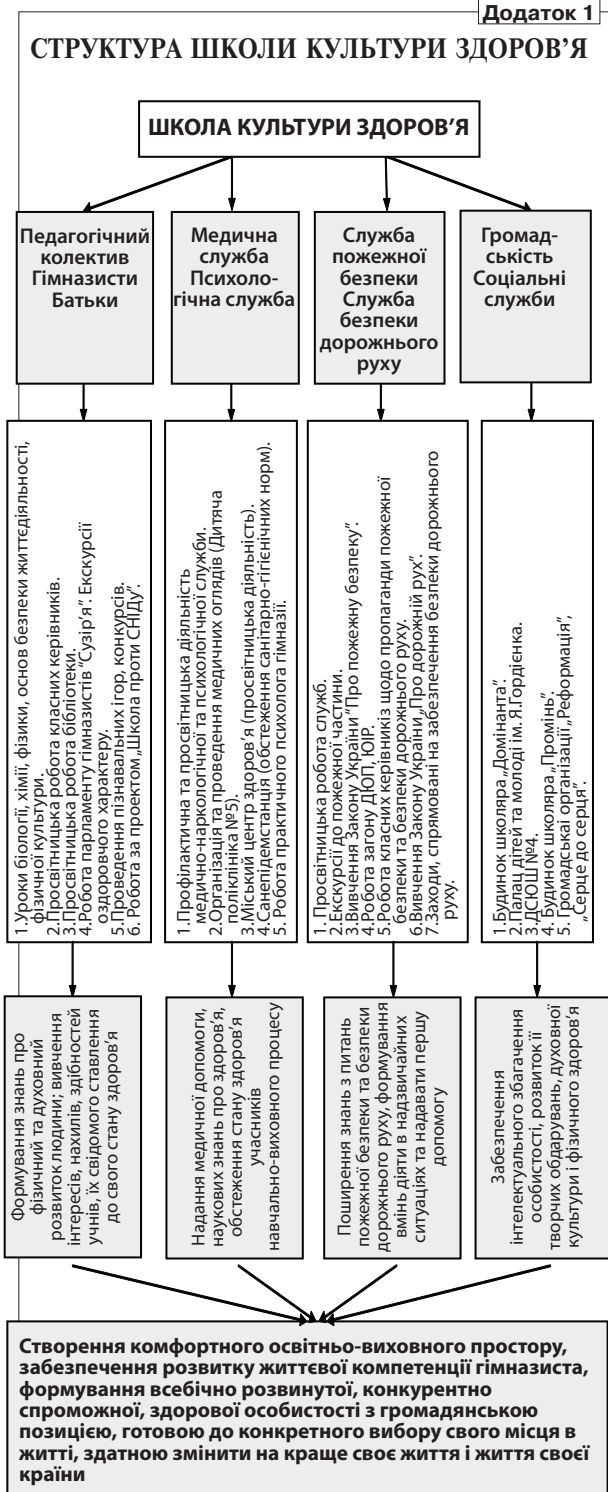 Додаток 1
СТРУКТУРА ШКОЛИ КУЛЬТУРИ ЗДОРОВ'Я
ШКОЛА КУЛЬТУРИ ЗДОРОВ'Я
Педагогічний
колектив
Гімназисти
Батьки
Медична
служба
Психоло-
гічна служба
Служба
пожежної
безпеки
Служба
безпеки
дорожнього
руху
Громад-
ськість
Соціальні
служби
1.Уроки біології, хімії, фізики, основ безпеки життєдіяльності,
фізичної культури.
2.Просвітницька робота класних керівників.
3.Просвітницька робота бібліотеки.
4.Робота парламенту гімназистів "Сузір'я". Екскурсії
оздоровчого характеру.
5.Проведення пізнавальних ігор, конкурсів.
6. Робота за проектом „Школа проти СНІДу".
1.Профілактична та просвітницька діяльність
медично-наркологічної та психологічної служби.
2.Організація та проведення медичних оглядів (Дитяча
поліклініка №5).
3.Міський центр здоров'я (просвітницька діяльність).
4.Санепідемстанція (обстеження санітарно-гігієнічних норм).
5. Робота практичного психолога гімназії.
1. Просвітницька робота служб.
2.Екскурсії до пожежної частини.
3.Вивчення Закону України "Про пожежну безпеку".
4.Робота загону ДЮП, ЮІР.
5.Робота класних керівників щодо пропаганди пожежної
безпеки та безпеки дорожнього руху.
6.Вивчення Закону України „Про дорожній рух".
7.Заходи, спрямовані на забезпечення безпеки дорожнього
руху.
1.Будинок школяра „Домінанта".
2.Палац дітей та молоді ім. Я.Гордієнка.
3.ДСЮШ №4.
4. Будинок школяра „Промінь".
5. Громадські організації „Реформація",
„Серце до серця".
Формування знань про
фізичний та духовний
розвиток людини; вивчення
інтересів, нахилів, здібностей
учнів, їх свідомого ставлення
до свого стану здоров'я
Надання медичної допомоги,
наукових знань про здоров'я,
обстеження стану здоров'я
учасників
навчально-виховного процесу
Поширення знань з питань
пожежної безпеки та безпеки
дорожнього руху, формування
вмінь діяти в надзвичайних
ситуаціях та надавати першу
допомогу
Забезпечення
інтелектуального збагачення
особистості, розвиток її
творчих обдарувань, духовної
культури і фізичного здоров'я
Створення комфортного освітньо-виховного простору,
забезпечення розвитку життєвої компетенції гімназиста,
формування всебічно розвинутої, конкурентно
спроможної, здорової особистості з громадянською
позицією, готовою до конкретного вибору свого місця в
житті, здатною змінити на краще своє життя і життя своєї
країни